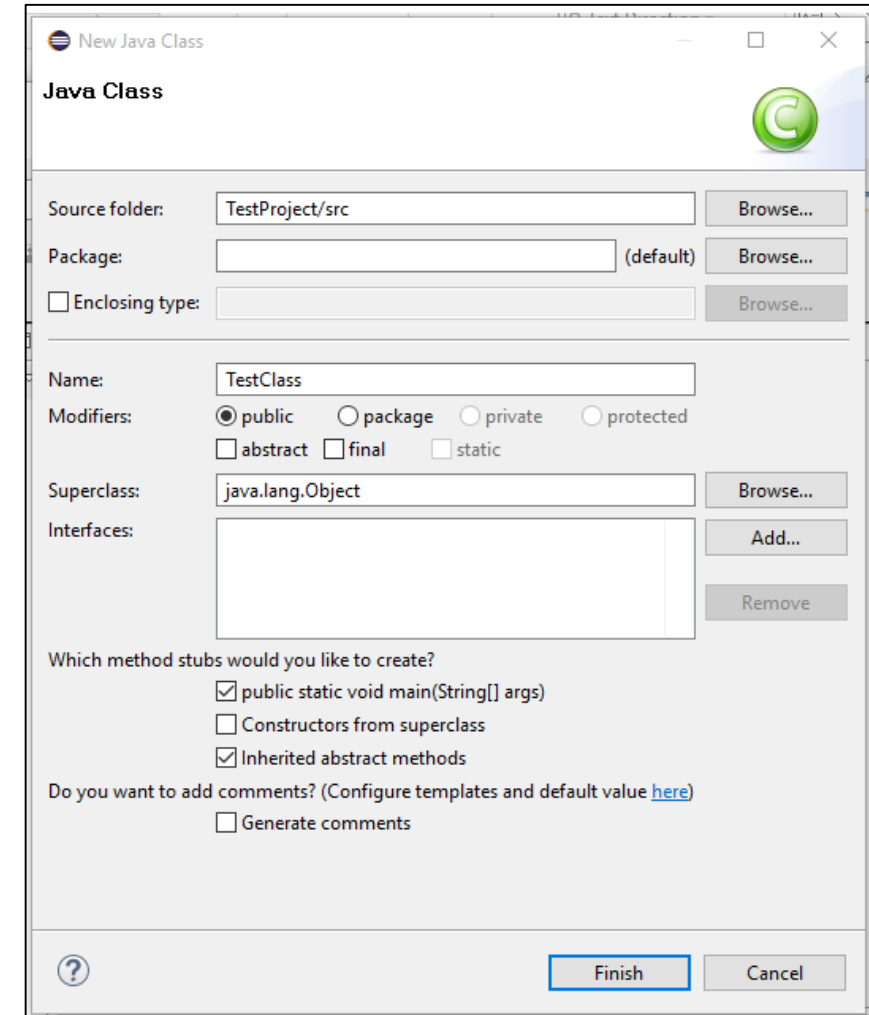 New Java Class
Java Class
Source folder: TestProject/src Browse...
Package: (default) Browse...
Enclosing type: Browse...
Name: TestClass
Modifiers: public package private protected
abstract final static
Superclass: java.lang.Object Browse...
Interfaces: Add...
Remove
Which method stubs would you like to create?
public static void main(String[] args)
Constructors from superclass
Inherited abstract methods
Do you want to add comments? (Configure templates and default value here)
Generate comments
? Finish Cancel